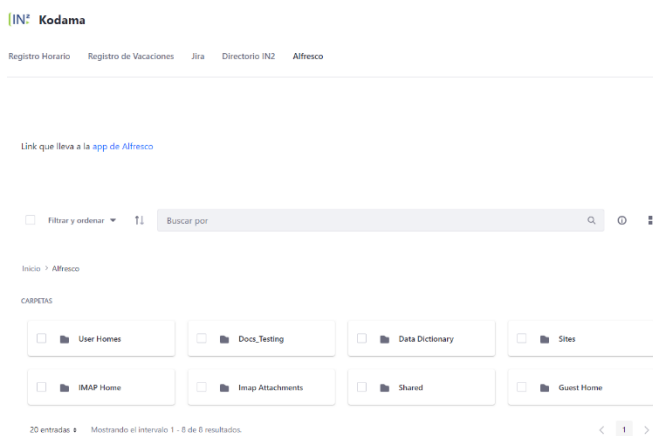 IN² Kodama
Registro Horario Registro de Vacaciones Jira Directorio IN2 Alfresco
Link que lleva a la app de Alfresco
Filtrar y ordenar Buscar por
Inicio > Alfresco
CARPETAS
User Homes Docs_Testing Data Dictionary Sites
IMAP Home Imap Attachments Shared Guest Home
20 entradas Mostrando el intervalo 1 - 8 de 8 resultados. < 1 >